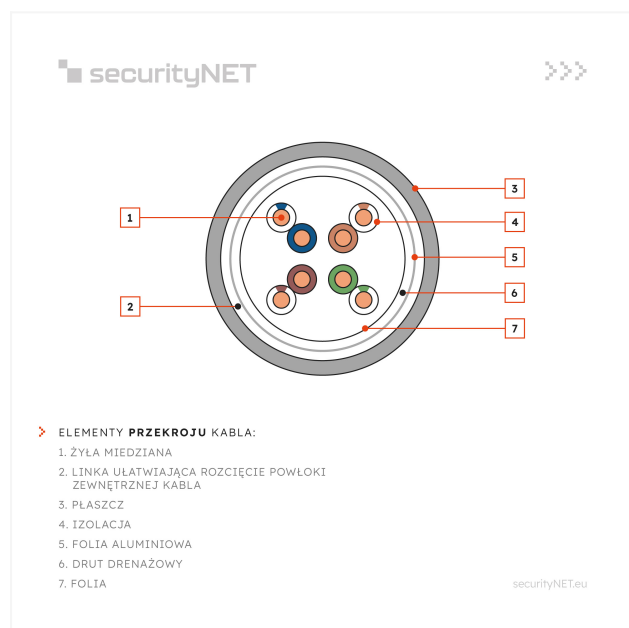 securityNET
1
3
4
5
6
2
7
ELEMENTY PRZEKROJU KABLA:
1. ŻYŁA MIEDZIANA
2. LINKA UŁATWIAJĄCA ROZCIĘCIE POWŁOKI
ZEWNĘTRZNEJ KABLA
3. PŁASZCZ
4. IZOLACJA
5. FOLIA ALUMINIOWA
6. DRUT DRENAŻOWY
7. FOLIA
securityNET.eu